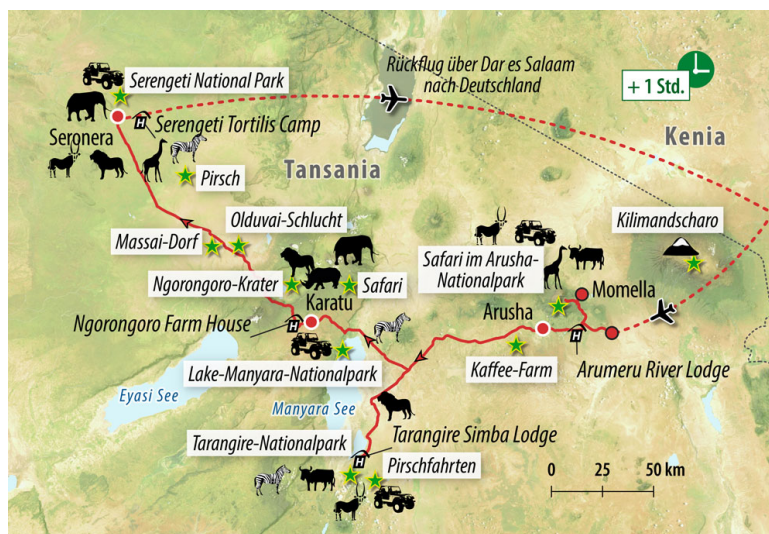 Rückflug über Dar es Salaam
nach Deutschland
+ 1 Std.
Serengeti National Park
H
Serengeti Tortilis Camp
Seronera
Kenia
Tansania
Pirsch
Olduvai-Schlucht
Massai-Dorf
Kilimandscharo
Safari im Arusha-
Nationalpark
Ngorongoro-Krater
Safari
Karatu
Momella
Arusha
Ngorongoro Farm House
H
H
Arumeru River Lodge
Kaffee-Farm
Lake-Manyara-Nationalpark
Eyasi See
Manyara See
Tarangire Simba Lodge
Tarangire-Nationalpark
H
Pirschfahrten
0 25 50 km